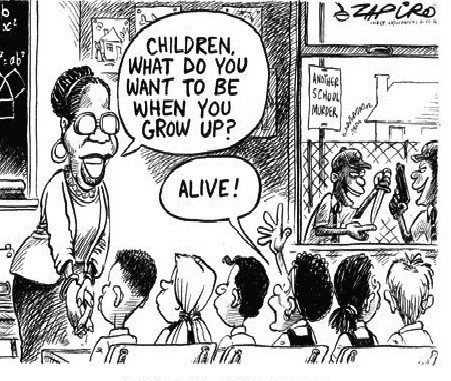 ZAPIRO
CHILDREN,
WHAT DO YOU
WANT TO BE
WHEN YOU
GROW UP?
ALIVE!
ANOTHER
SCHOOL
MURDER